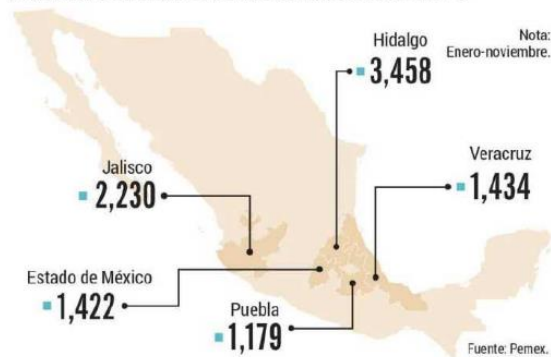 Hidalgo
3,458
Nota:
Enero-noviembre.
Jalisco
2,230
Veracruz
1,434
Estado de México
1,422
Puebla
1,179
Fuente: Pemex.